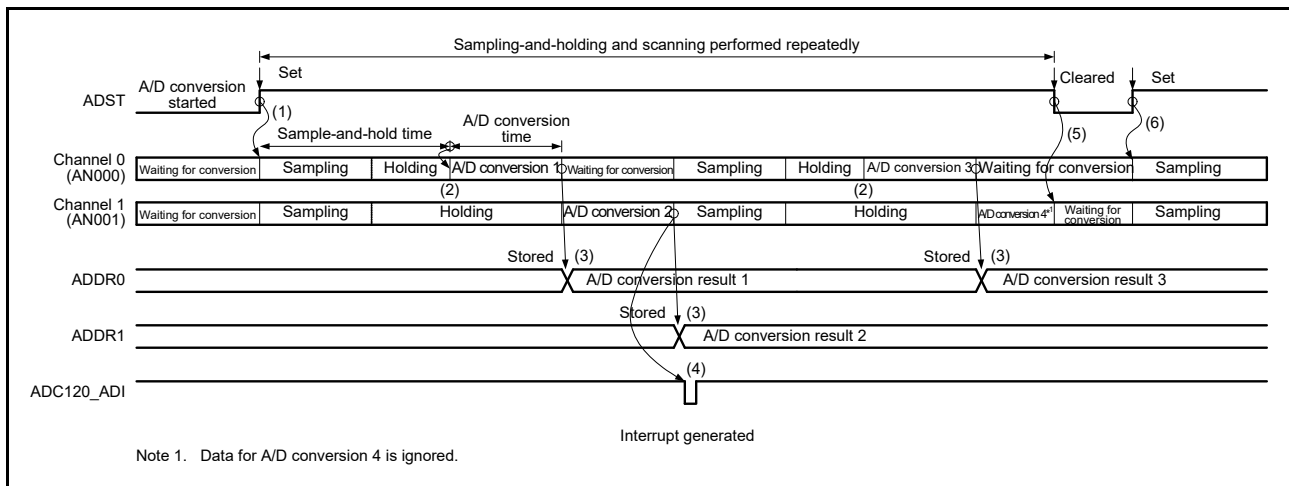 Sampling-and-holding and scanning performed repeatedly
Set Cleared Set
ADST A/D conversion started (1) (5) (6)
Sample-and-hold time A/D conversion time
Channel 0 (AN000) Waiting for conversion Sampling Holding A/D conversion 1 Waiting for conversion Sampling Holding A/D conversion 3 Waiting for conversion Sampling
(2) (2)
Channel 1 (AN001) Waiting for conversion Sampling Holding A/D conversion 2 Sampling Holding A/D conversion 4*1 Waiting for conversion Sampling
Stored (3) Stored (3)
ADDR0 A/D conversion result 1 A/D conversion result 3
Stored (3)
ADDR1 A/D conversion result 2
(4)
ADC120_ADI
Interrupt generated
Note 1. Data for A/D conversion 4 is ignored.